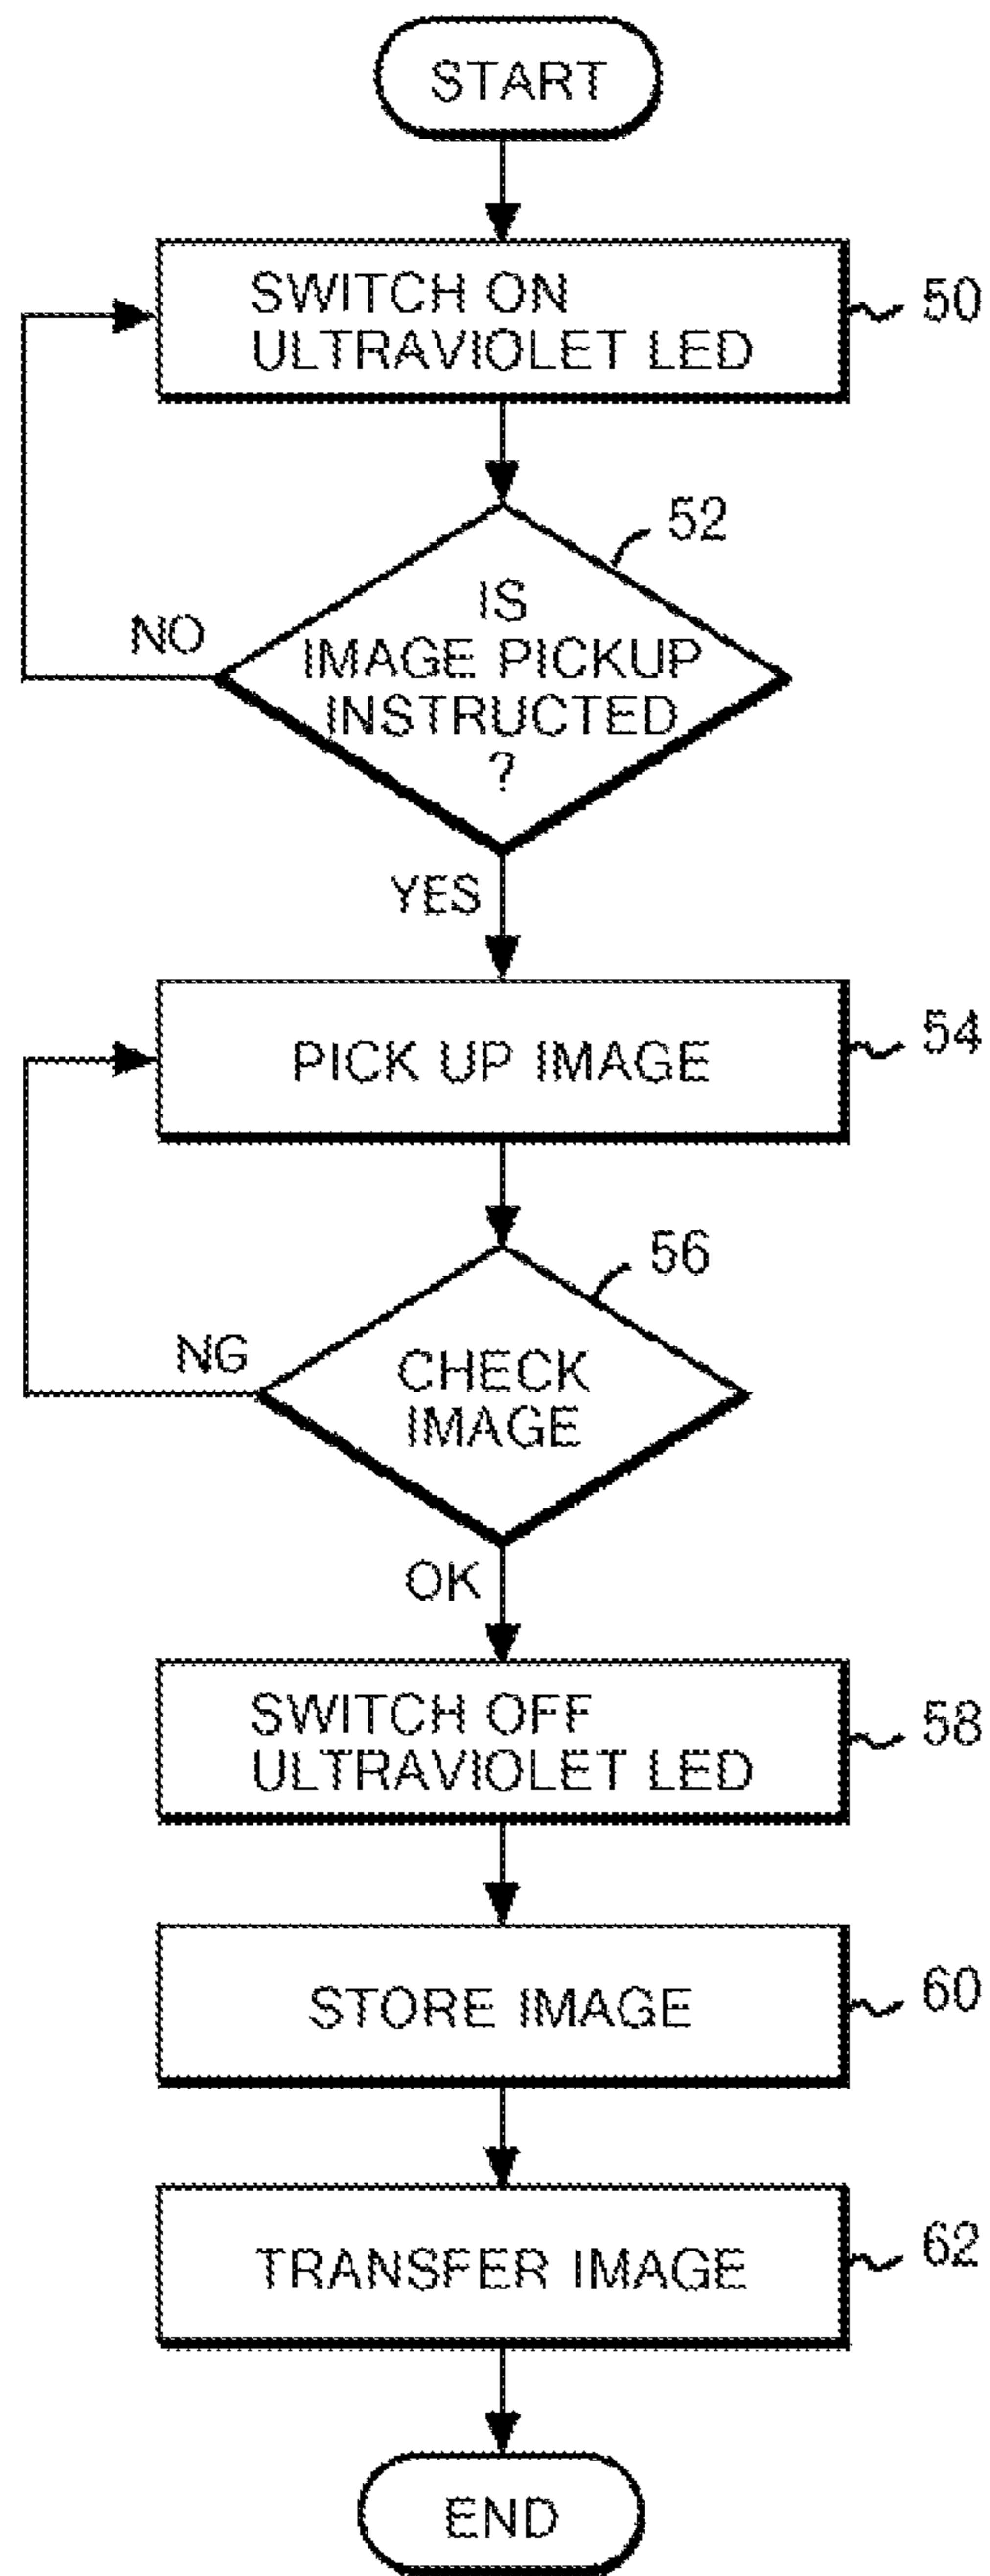 START
SWITCH ON
ULTRAVIOLET LED
50
52
IS
IMAGE PICKUP
INSTRUCTED
?
NO
YES
PICK UP IMAGE
54
56
CHECK
IMAGE
NG
OK
SWITCH OFF
ULTRAVIOLET LED
58
STORE IMAGE
60
TRANSFER IMAGE
62
END